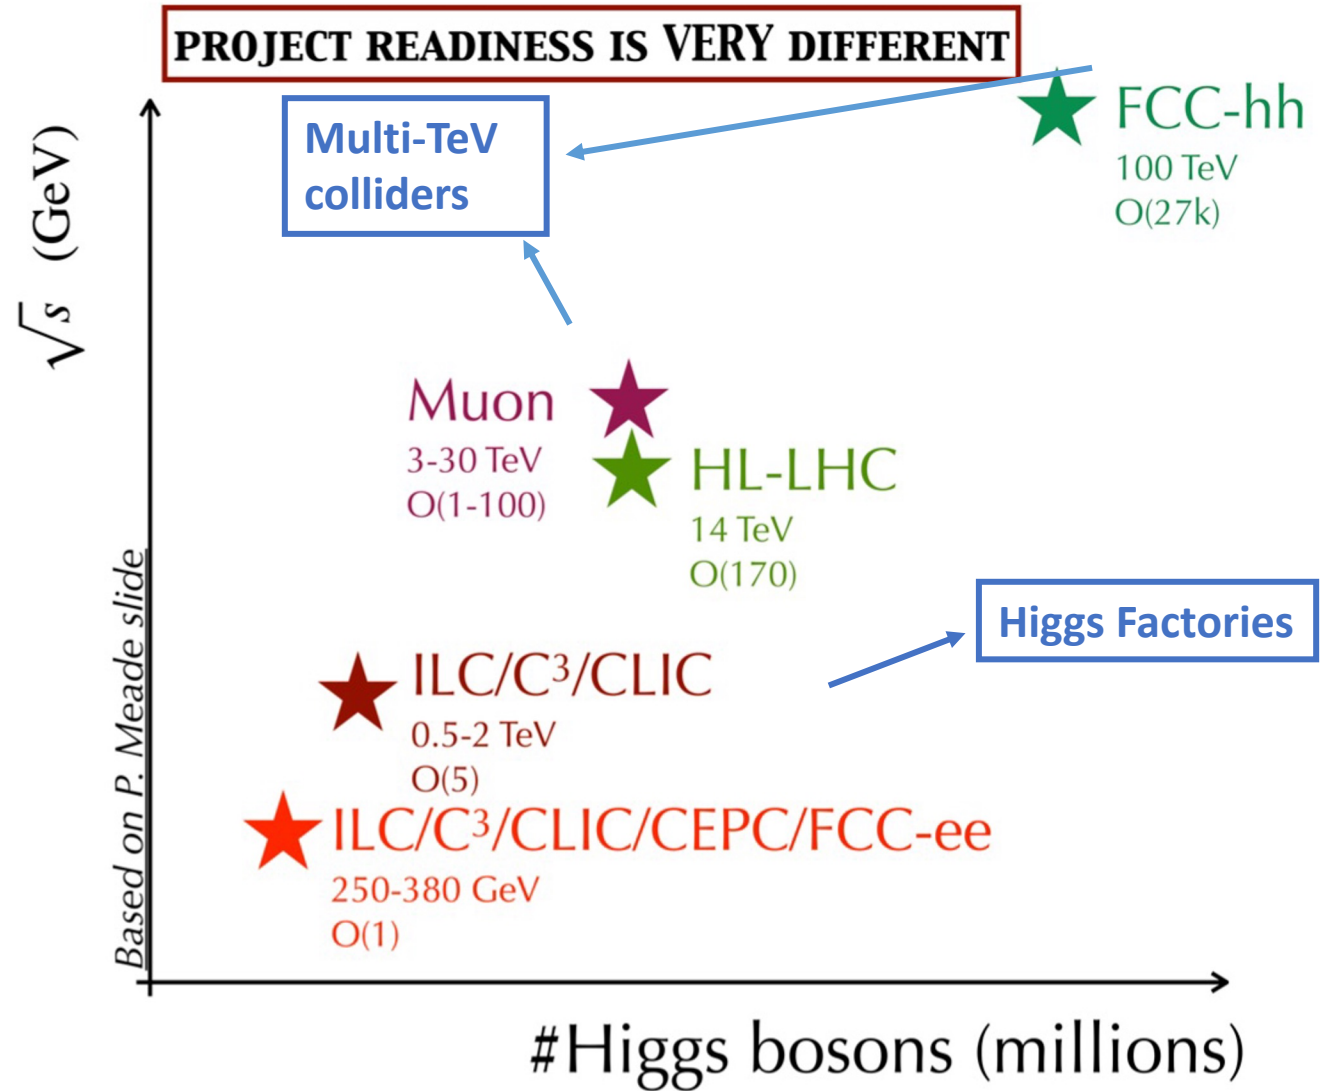 PROJECT READINESS IS VERY DIFFERENT
Multi-TeV
colliders
FCC-hh
100 TeV
O(27k)
√s (GeV)
Muon
3-30 TeV
O(1-100)
HL-LHC
14 TeV
O(170)
Higgs Factories
ILC/C³/CLIC
0.5-2 TeV
O(5)
ILC/C³/CLIC/CEPC/FCC-ee
250-380 GeV
O(1)
Based on P. Meade slide
#Higgs bosons (millions)